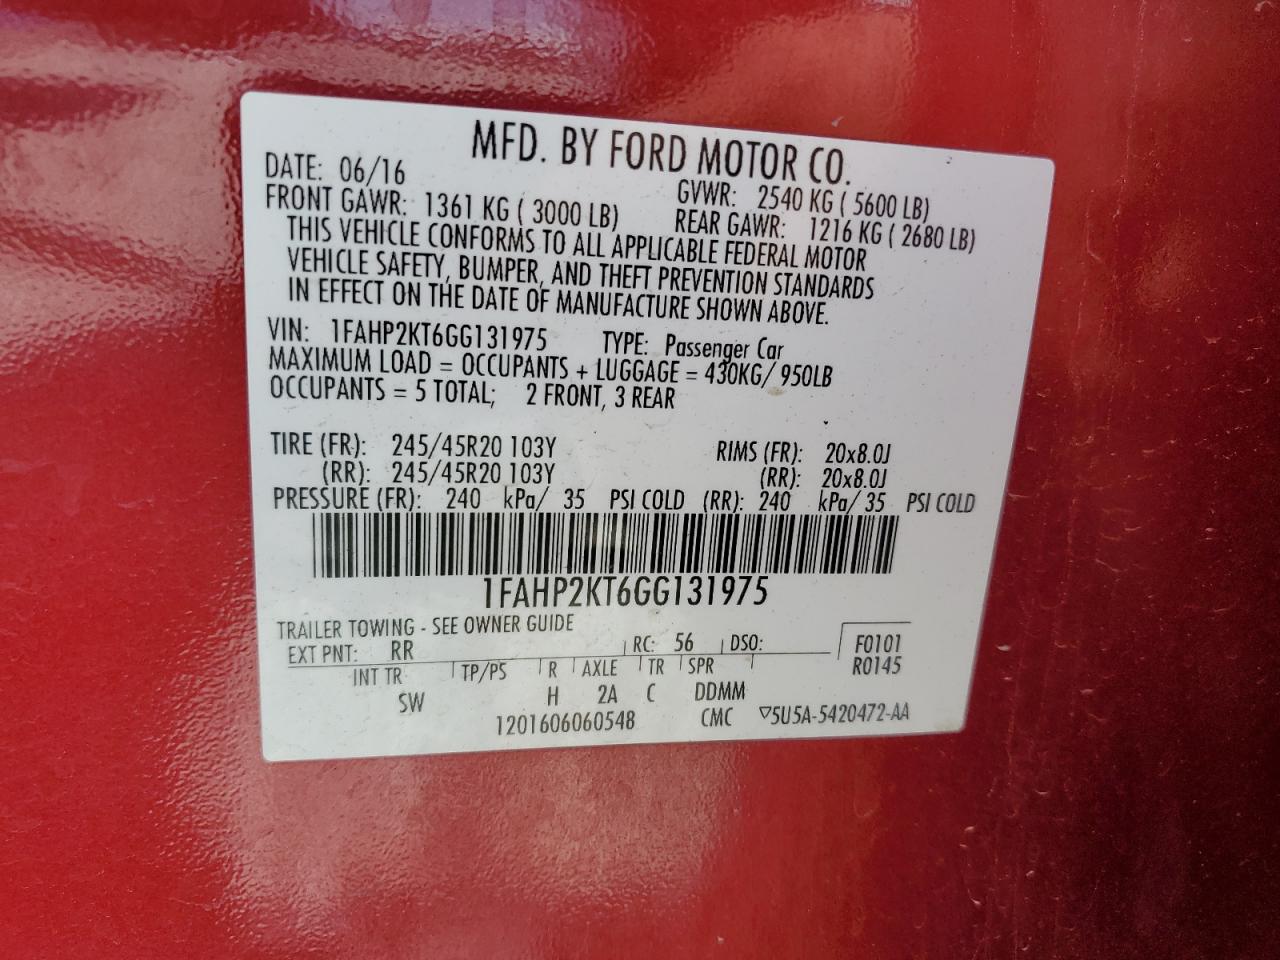 MFD. BY FORD MOTOR CO.
DATE: 06/16 GVWR: 2540 KG ( 5600 LB)
FRONT GAWR: 1361 KG ( 3000 LB) REAR GAWR: 1216 KG ( 2680 LB)
THIS VEHICLE CONFORMS TO ALL APPLICABLE FEDERAL MOTOR
VEHICLE SAFETY, BUMPER, AND THEFT PREVENTION STANDARDS
IN EFFECT ON THE DATE OF MANUFACTURE SHOWN ABOVE.
VIN: 1FAHP2KT6GG131975 TYPE: Passenger Car
MAXIMUM LOAD = OCCUPANTS + LUGGAGE = 430KG/ 950LB
OCCUPANTS = 5 TOTAL; 2 FRONT, 3 REAR
TIRE (FR): 245/45R20 103Y RIMS (FR): 20x8.0J
(RR): 245/45R20 103Y (RR): 20x8.0J
PRESSURE (FR): 240 kPa/ 35 PSI COLD (RR): 240 kPa/ 35 PSI COLD
1FAHP2KT6GG131975
TRAILER TOWING - SEE OWNER GUIDE
EXT PNT: RR RC: 56 DSO: F0101
INT TR TP/PS R AXLE TR SPR R0145
SW H 2A C DDMM
1201606060548 CMC ▽5U5A-5420472-AA